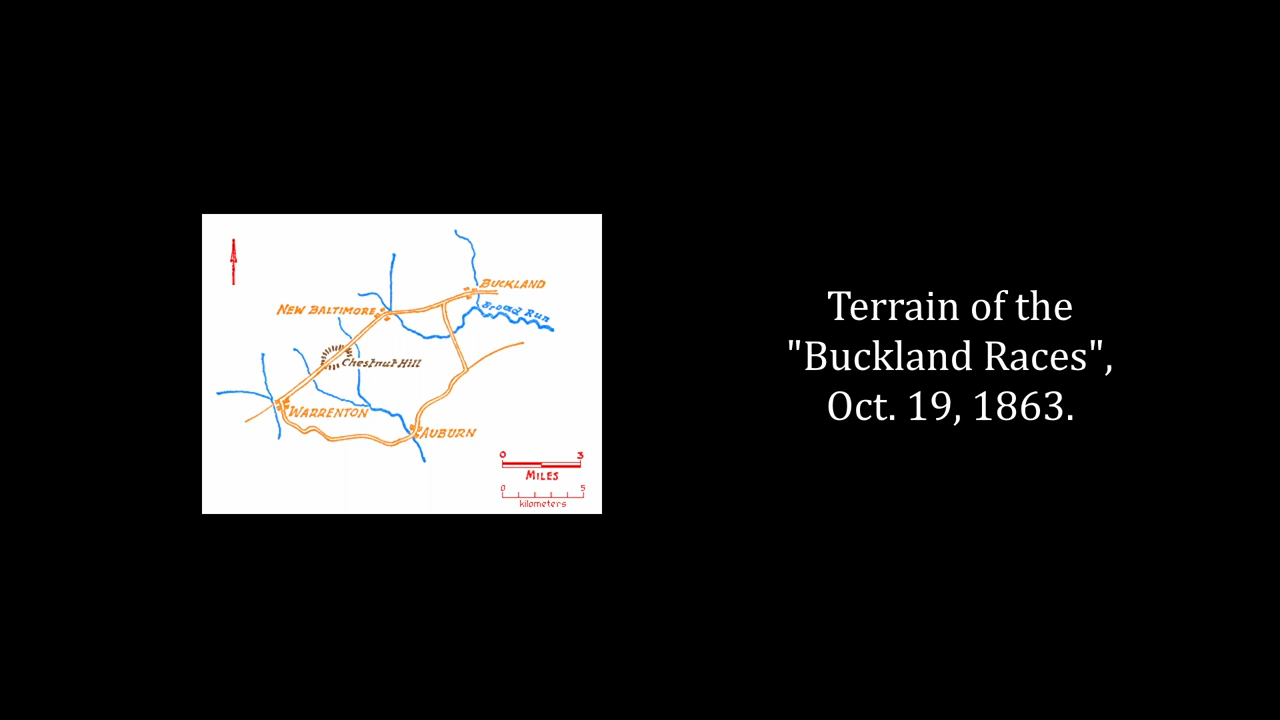 BUCKLAND
NEW BALTIMORE
Broad Run
Chestnut Hill
WARRENTON
AUBURN
0 3
MILES
0 5
kilometers
Terrain of the
"Buckland Races",
Oct. 19, 1863.